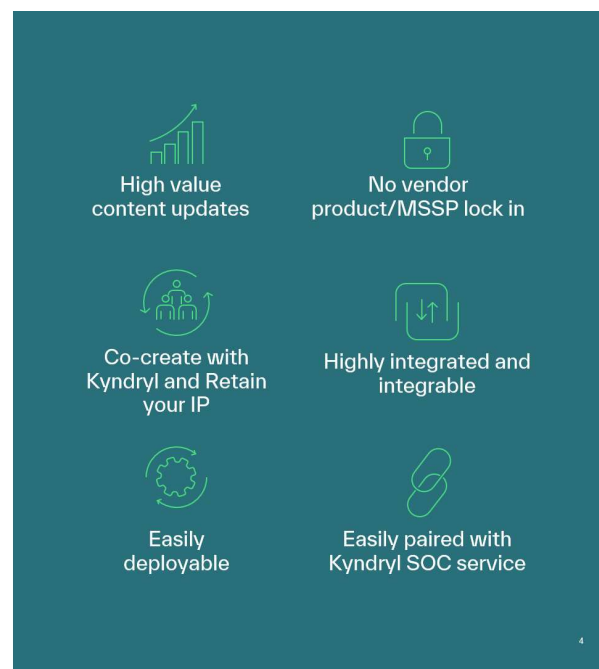 High value
content updates
No vendor
product/MSSP lock in
Co-create with
Kyndryl and Retain
your IP
Highly integrated and
integrable
Easily
deployable
Easily paired with
Kyndryl SOC service
4